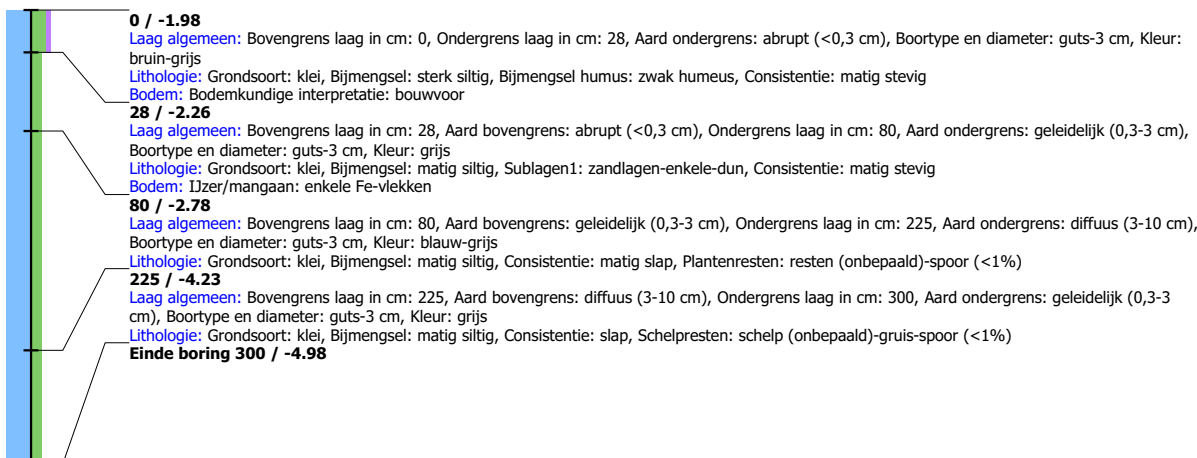 0 / -1.98
Laag algemeen: Bovengrens laag in cm: 0, Ondergrens laag in cm: 28, Aard ondergrens: abrupt (<0,3 cm), Boortype en diameter: guts-3 cm, Kleur:
bruin-grijs
Lithologie: Grondsoort: klei, Bijmengsel: sterk siltig, Bijmengsel humus: zwak humeus, Consistentie: matig stevig
Bodem: Bodemkundige interpretatie: bouwvoor
28 / -2.26
Laag algemeen: Bovengrens laag in cm: 28, Aard bovengrens: abrupt (<0,3 cm), Ondergrens laag in cm: 80, Aard ondergrens: geleidelijk (0,3-3 cm),
Boortype en diameter: guts-3 cm, Kleur: grijs
Lithologie: Grondsoort: klei, Bijmengsel: matig siltig, Sublagen1: zandlagen-enkele-dun, Consistentie: matig stevig
Bodem: IJzer/mangaan: enkele Fe-vlekken
80 / -2.78
Laag algemeen: Bovengrens laag in cm: 80, Aard bovengrens: geleidelijk (0,3-3 cm), Ondergrens laag in cm: 225, Aard ondergrens: diffuus (3-10 cm),
Boortype en diameter: guts-3 cm, Kleur: blauw-grijs
Lithologie: Grondsoort: klei, Bijmengsel: matig siltig, Consistentie: matig slap, Plantenresten: resten (onbepaald)-spoor (<1%)
225 / -4.23
Laag algemeen: Bovengrens laag in cm: 225, Aard bovengrens: diffuus (3-10 cm), Ondergrens laag in cm: 300, Aard ondergrens: geleidelijk (0,3-3
cm), Boortype en diameter: guts-3 cm, Kleur: grijs
Lithologie: Grondsoort: klei, Bijmengsel: matig siltig, Consistentie: slap, Schelpresten: schelp (onbepaald)-gruis-spoor (<1%)
Einde boring 300 / -4.98